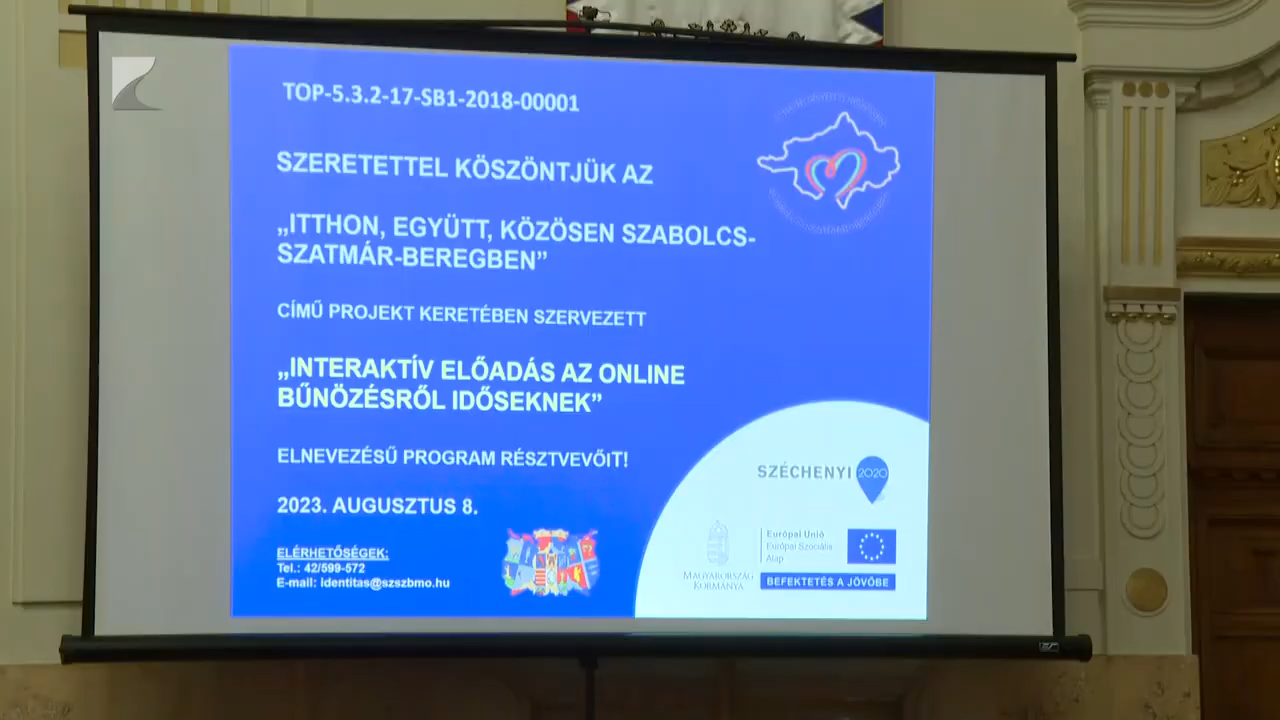 TOP-5.3.2-17-SB1-2018-00001
SZERETETTEL KÖSZÖNTJÜK AZ
„ITTHON, EGYÜTT, KÖZÖSEN SZABOLCS-
SZATMÁR-BEREGBEN”
CÍMŰ PROJEKT KERETÉBEN SZERVEZETT
„INTERAKTÍV ELŐADÁS AZ ONLINE
BŰNÖZÉSRŐL IDŐSEKNEK”
ELNEVEZÉSŰ PROGRAM RÉSZTVEVŐIT!
2023. AUGUSZTUS 8.
ELÉRHETŐSÉGEK:
Tel.: 42/599-572
E-mail: identitas@szszbmo.hu
SZÉCHENYI 2020
MAGYARORSZÁG
KORMÁNYA
Európai Unió
Európai Szociális
Alap
BEFEKTETÉS A JÖVŐBE